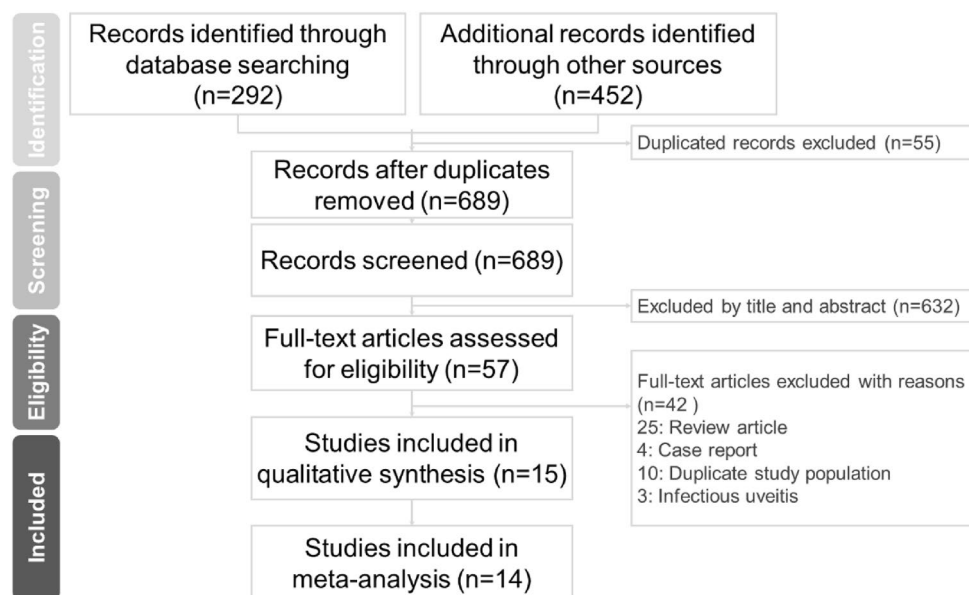 Identification
Records identified through
database searching
(n=292)
Additional records identified
through other sources
(n=452)
Duplicated records excluded (n=55)
Screening
Records after duplicates
removed (n=689)
Records screened (n=689)
Excluded by title and abstract (n=632)
Eligibility
Full-text articles assessed
for eligibility (n=57)
Full-text articles excluded with reasons
(n=42 )
25: Review article
4: Case report
10: Duplicate study population
3: Infectious uveitis
Included
Studies included in
qualitative synthesis (n=15)
Studies included in
meta-analysis (n=14)